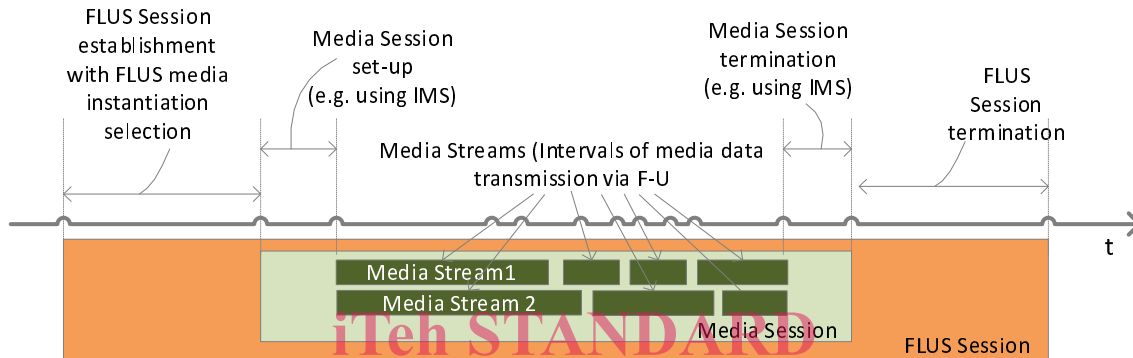 FLUS Session
establishment
with FLUS media
instantiation
selection
Media Session
set-up
(e.g. using IMS)
Media Session
termination
(e.g. using IMS)
FLUS
Session
termination
Media Streams (Intervals of media data
transmission via F-U
t
Media Stream1
Media Stream 2
iTeh STANDARD
Media Session
FLUS Session